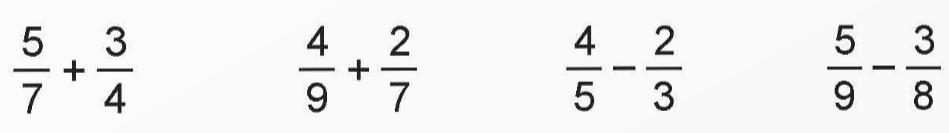 5/7 + 3/4    4/9 + 2/7    4/5 − 2/3    5/9 − 3/8